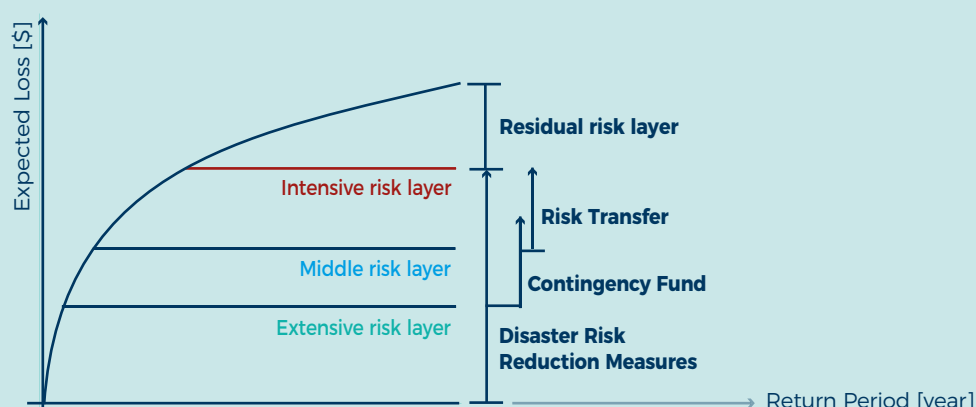 Expected Loss [$]
Residual risk layer
Intensive risk layer
Risk Transfer
Middle risk layer
Contingency Fund
Extensive risk layer
Disaster Risk
Reduction Measures
Return Period [year]